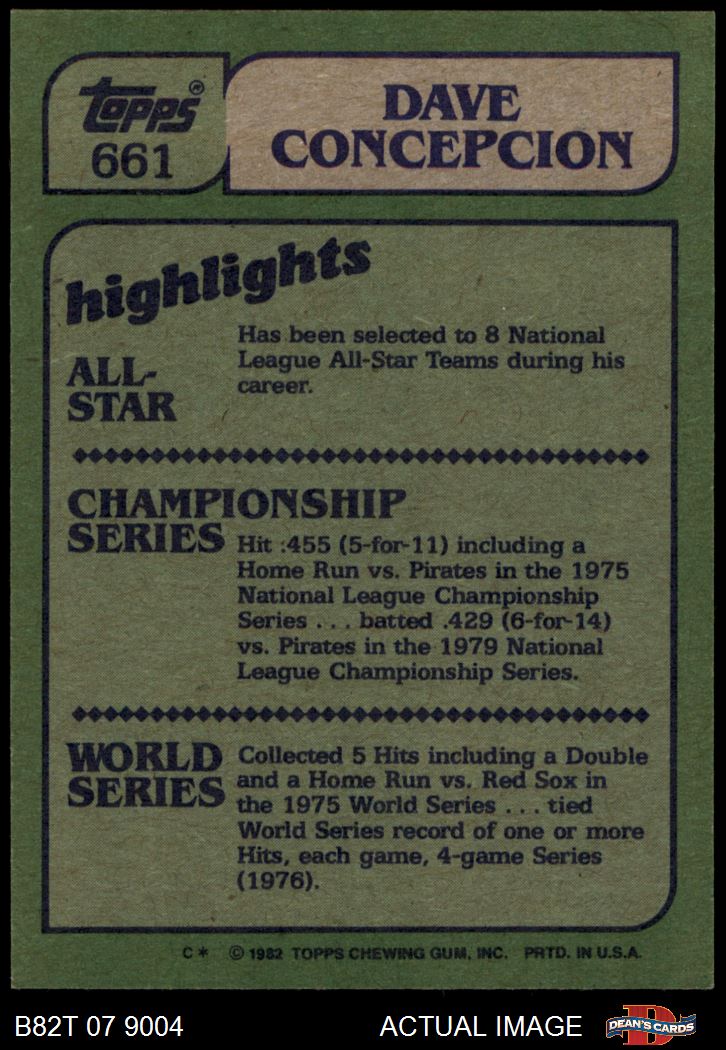 Topps®
661
DAVE
CONCEPCION
highlights
ALL-
STAR
Has been selected to 8 National
League All-Star Teams during his
career.
CHAMPIONSHIP
SERIES
Hit .455 (5-for-11) including a
Home Run vs. Pirates in the 1975
National League Championship
Series . . . batted .429 (6-for-14)
vs. Pirates in the 1979 National
League Championship Series.
WORLD
SERIES
Collected 5 Hits including a Double
and a Home Run vs. Red Sox in
the 1975 World Series . . . tied
World Series record of one or more
Hits, each game, 4-game Series
(1976).
C* © 1982 TOPPS CHEWING GUM, INC. PRTD. IN U.S.A.
B82T 07 9004 ACTUAL IMAGE
D
DEAN'S CARDS